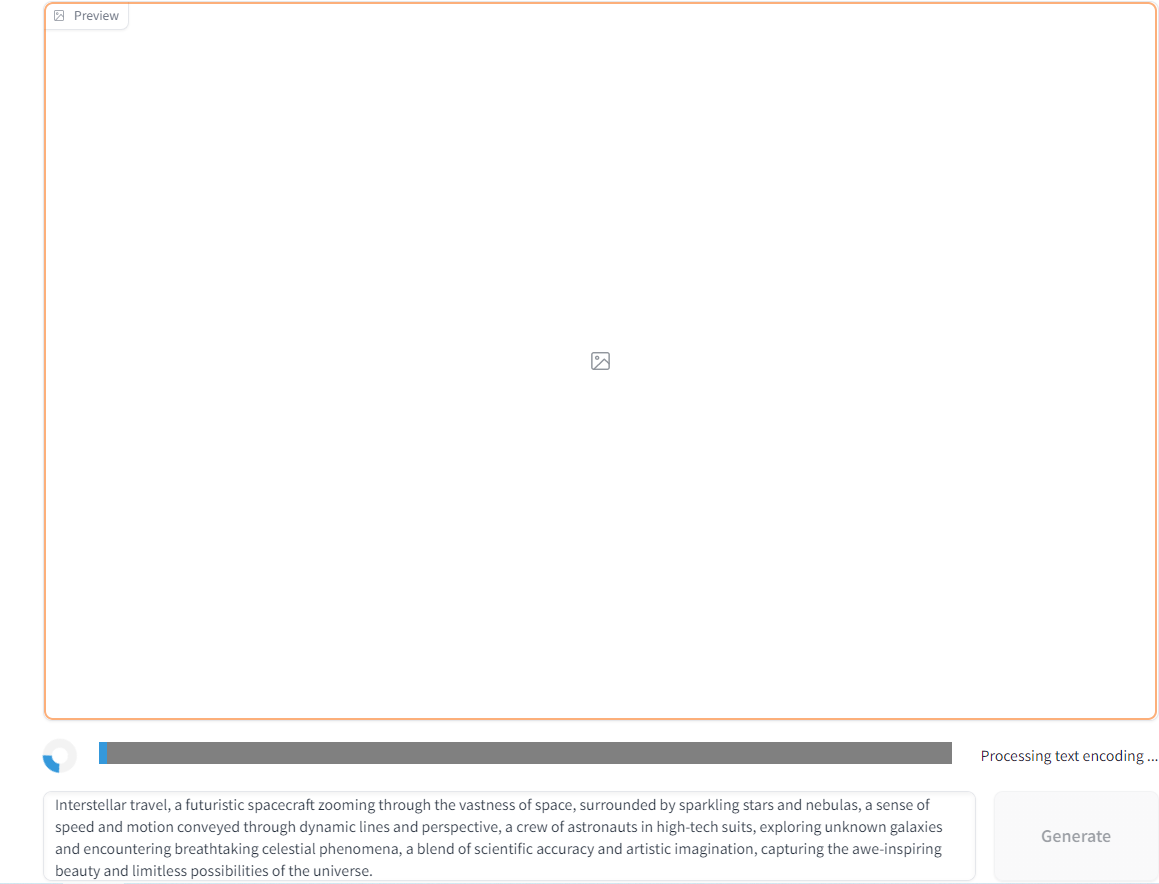 Preview
Processing text encoding ...
Interstellar travel, a futuristic spacecraft zooming through the vastness of space, surrounded by sparkling stars and nebulas, a sense of
speed and motion conveyed through dynamic lines and perspective, a crew of astronauts in high-tech suits, exploring unknown galaxies
and encountering breathtaking celestial phenomena, a blend of scientific accuracy and artistic imagination, capturing the awe-inspiring
beauty and limitless possibilities of the universe.
Generate